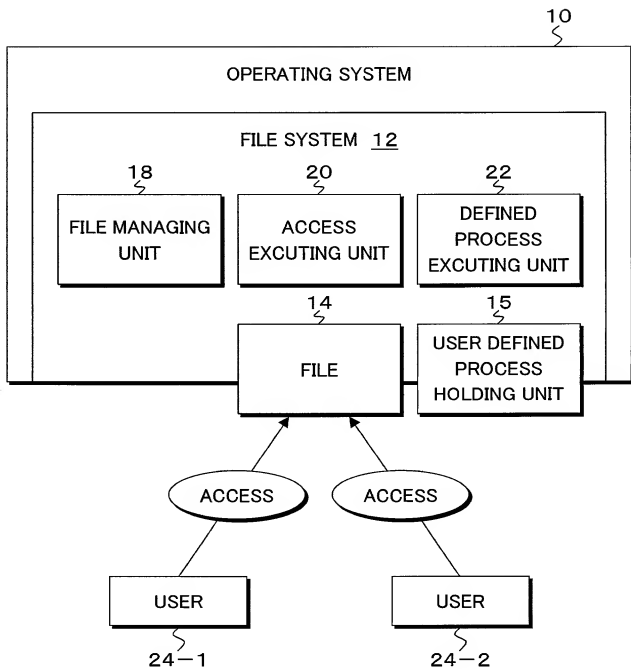 10
OPERATING SYSTEM
FILE SYSTEM 12
18
20
22
FILE MANAGING
UNIT
ACCESS
EXCUTING UNIT
DEFINED
PROCESS
EXCUTING UNIT
14
15
FILE
USER DEFINED
PROCESS
HOLDING UNIT
ACCESS
ACCESS
USER
USER
24-1
24-2